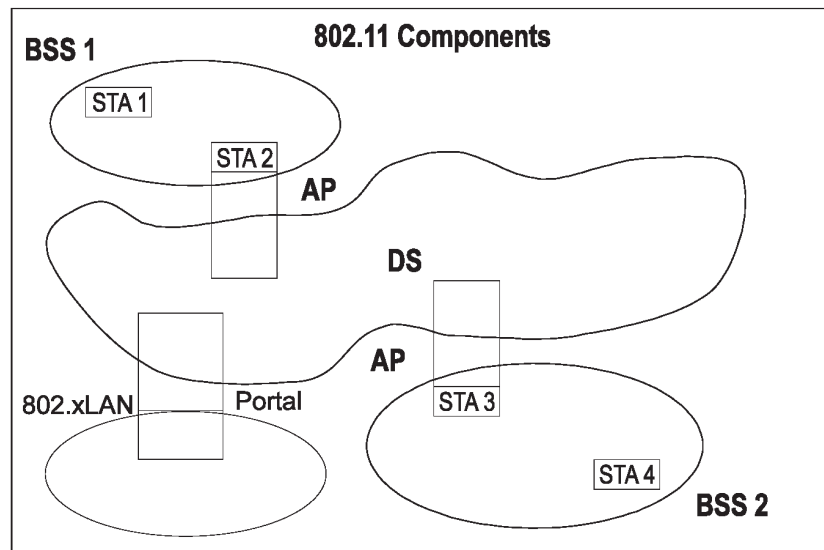 802.11 Components
BSS 1
STA 1
STA 2
AP
DS
AP
802.xLAN
Portal
STA 3
STA 4
BSS 2